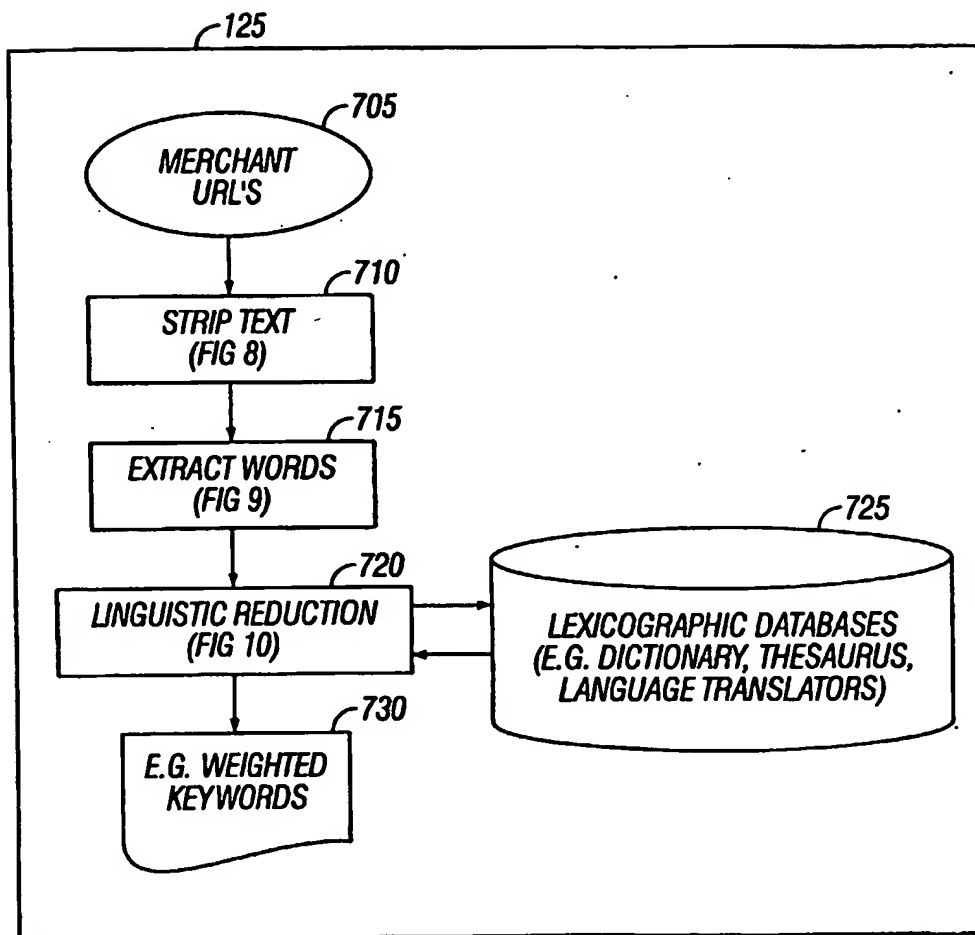 125
705
MERCHANT
URL'S
710
STRIP TEXT
(FIG 8)
715
EXTRACT WORDS
(FIG 9)
720
LINGUISTIC REDUCTION
(FIG 10)
725
LEXICOGRAPHIC DATABASES
(E.G. DICTIONARY, THESAURUS,
LANGUAGE TRANSLATORS)
730
E.G. WEIGHTED
KEYWORDS